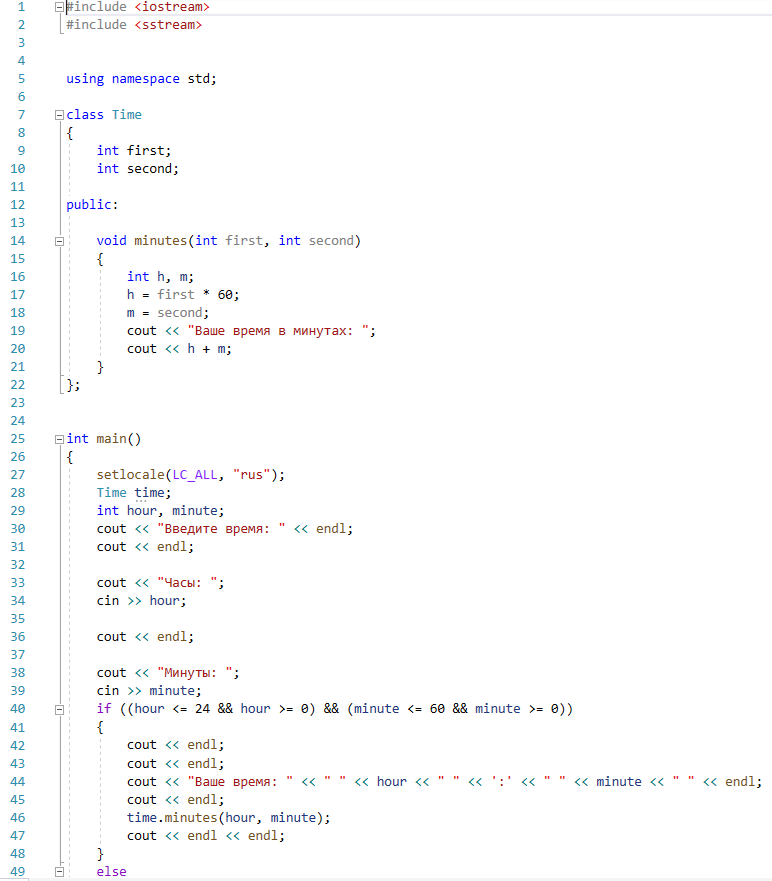 1 #include <iostream>
2 #include <sstream>
3
4
5 using namespace std;
6
7 class Time
8 {
9 int first;
10 int second;
11
12 public:
13
14 void minutes(int first, int second)
15 {
16 int h, m;
17 h = first * 60;
18 m = second;
19 cout << "Ваше время в минутах: ";
20 cout << h + m;
21 }
22 };
23
24
25 int main()
26 {
27 setlocale(LC_ALL, "rus");
28 Time time;
29 int hour, minute;
30 cout << "Введите время: " << endl;
31 cout << endl;
32
33 cout << "Часы: ";
34 cin >> hour;
35
36 cout << endl;
37
38 cout << "Минуты: ";
39 cin >> minute;
40 if ((hour <= 24 && hour >= 0) && (minute <= 60 && minute >= 0))
41 {
42 cout << endl;
43 cout << endl;
44 cout << "Ваше время: " << " " << hour << " " << ':' << " " << minute << " " << endl;
45 cout << endl;
46 time.minutes(hour, minute);
47 cout << endl << endl;
48 }
49 else